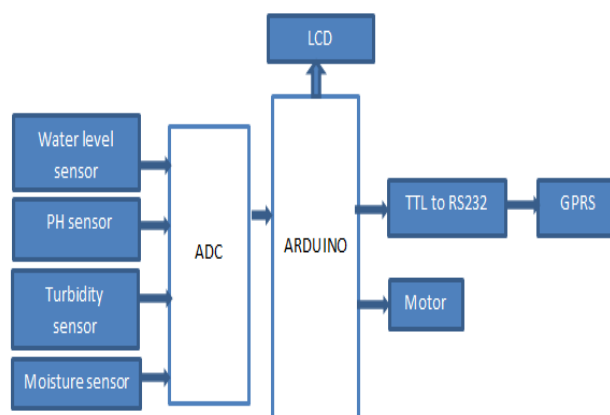 LCD
Water level
sensor
PH sensor
Turbidity
sensor
Moisture sensor
ADC
ARDUINO
TTL to RS232
GPRS
Motor